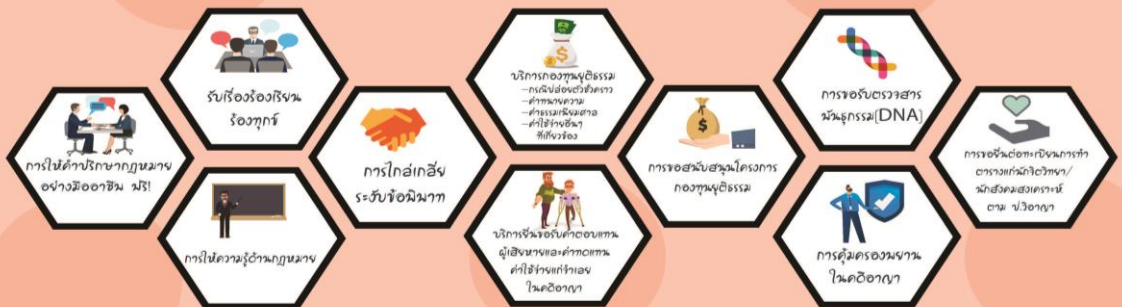 การให้คำปรึกษากฎหมาย
อย่างมืออาชีพ ฟรี!
รับเรื่องร้องเรียน
ร้องทุกข์
การให้ความรู้ด้านกฎหมาย
การไกล่เกลี่ย
ระงับข้อพิพาท
บริการกองทุนยุติธรรม
–กรณีปล่อยตัวชั่วคราว
–ค่าทนายความ
–ค่าธรรมเนียมศาล
–ค่าใช้จ่ายอื่นๆ
ที่เกี่ยวข้อง
บริการยื่นขอรับค่าตอบแทน
ผู้เสียหายและค่าทดแทน
ค่าใช้จ่ายแก่จำเลย
ในคดีอาญา
การขอสนับสนุนโครงการ
กองทุนยุติธรรม
การขอรับตรวจสาร
พันธุกรรม(DNA)
การคุ้มครองพยาน
ในคดีอาญา
การขอขึ้นต่อทะเบียนการทำ
ตารางแก่นักจิตวิทยา/
นักสังคมสงเคราะห์
ตาม ป.วิอาญา